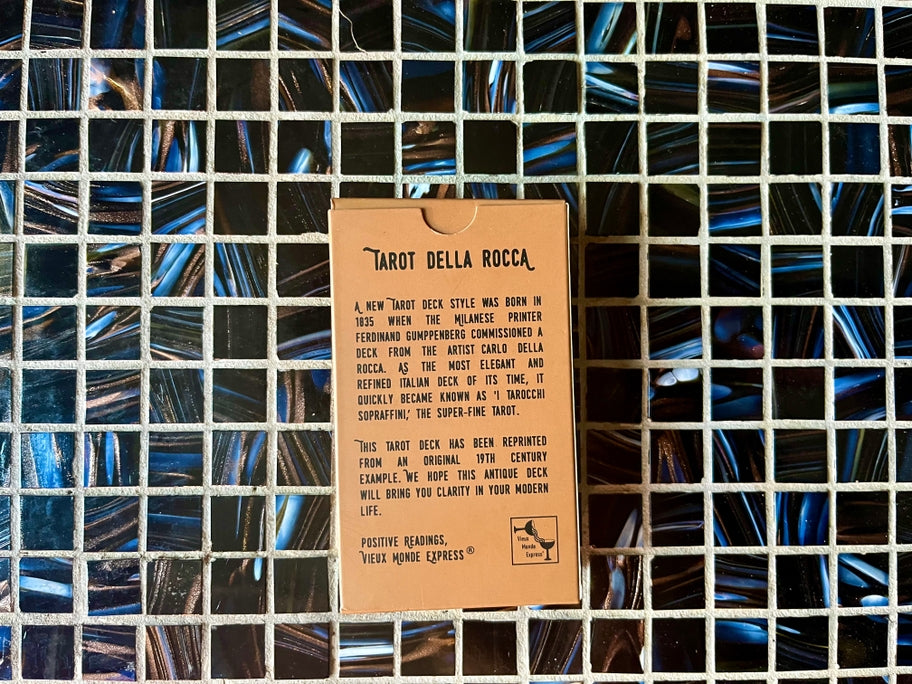 TAROT DELLA ROCCA
A NEW TAROT DECK STYLE WAS BORN IN
1835 WHEN THE MILANESE PRINTER
FERDINAND GUMPPENBERG COMMISSIONED A
DECK FROM THE ARTIST CARLO DELLA
ROCCA. AS THE MOST ELEGANT AND
REFINED ITALIAN DECK OF ITS TIME, IT
QUICKLY BECAME KNOWN AS 'I TAROCCHI
SOPRAFFINI,' THE SUPER-FINE TAROT.
THIS TAROT DECK HAS BEEN REPRINTED
FROM AN ORIGINAL 19TH CENTURY
EXAMPLE. WE HOPE THIS ANTIQUE DECK
WILL BRING YOU CLARITY IN YOUR MODERN
LIFE.
POSITIVE READINGS,
VIEUX MONDE EXPRESS®
Vieux
Monde
Express®